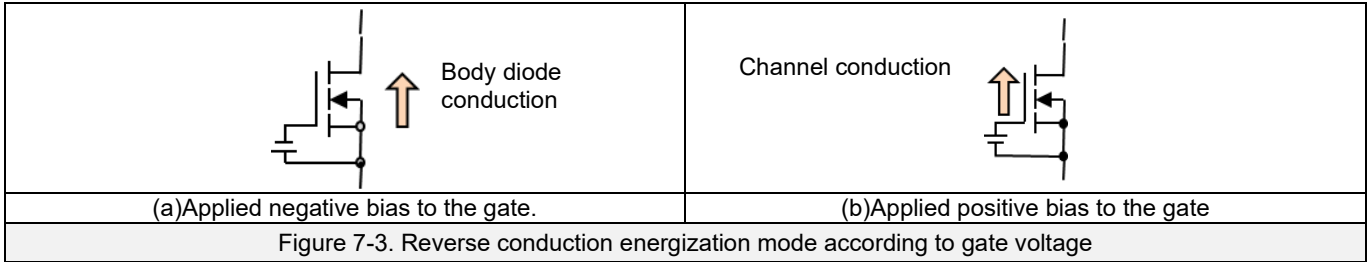 Body diode
conduction
Channel conduction
(a)Applied negative bias to the gate.
(b)Applied positive bias to the gate
Figure 7-3. Reverse conduction energization mode according to gate voltage